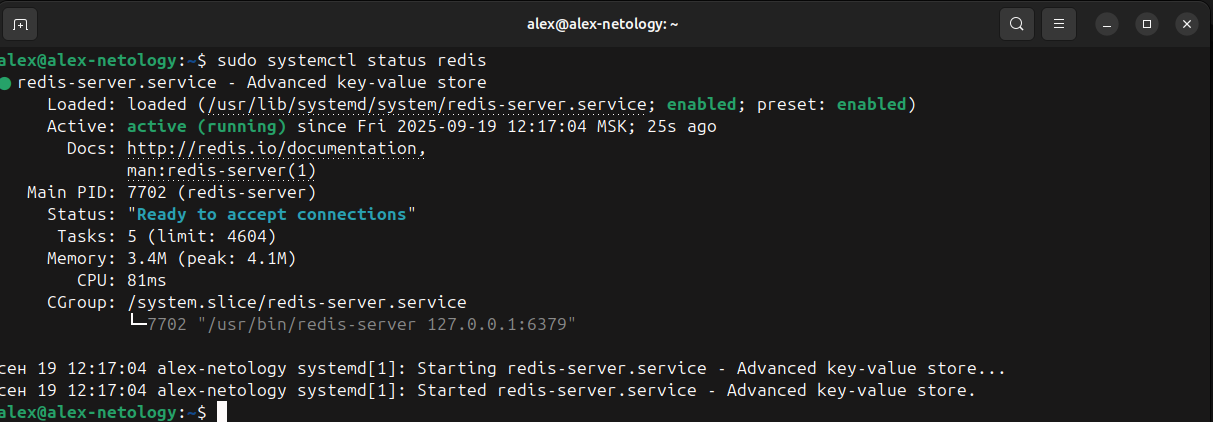 alex@alex-netology: ~
alex@alex-netology:~$ sudo systemctl status redis
● redis-server.service - Advanced key-value store
     Loaded: loaded (/usr/lib/systemd/system/redis-server.service; enabled; preset: enabled)
     Active: active (running) since Fri 2025-09-19 12:17:04 MSK; 25s ago
       Docs: http://redis.io/documentation,
             man:redis-server(1)
   Main PID: 7702 (redis-server)
     Status: "Ready to accept connections"
      Tasks: 5 (limit: 4604)
     Memory: 3.4M (peak: 4.1M)
        CPU: 81ms
     CGroup: /system.slice/redis-server.service
             └─7702 "/usr/bin/redis-server 127.0.0.1:6379"
сен 19 12:17:04 alex-netology systemd[1]: Starting redis-server.service - Advanced key-value store...
сен 19 12:17:04 alex-netology systemd[1]: Started redis-server.service - Advanced key-value store.
alex@alex-netology:~$